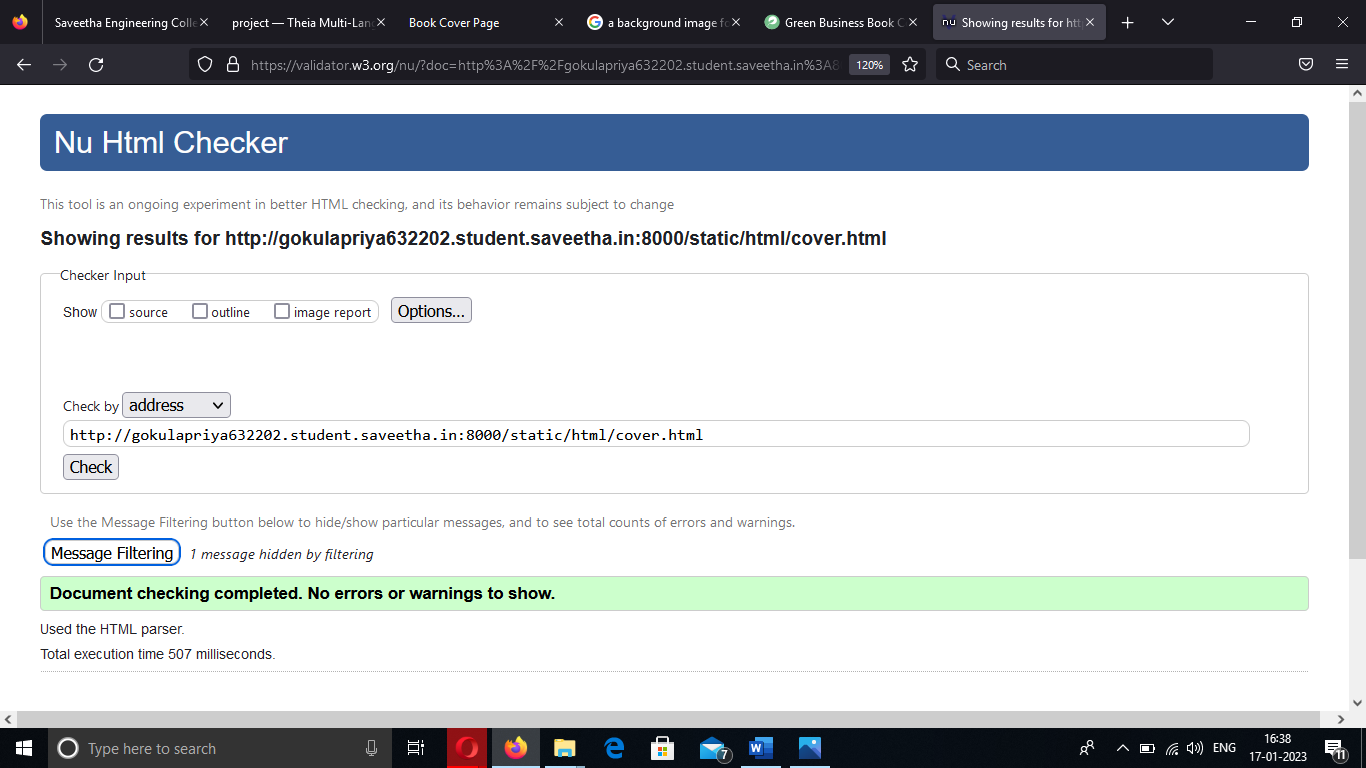 Saveetha Engineering Colle
project — Theia Multi-Lang
Book Cover Page
a background image fo
Green Business Book C
Showing results for htt
https://validator.w3.org/nu/?doc=http%3A%2F%2Fgokulapriya632202.student.saveetha.in%3A8
120%
Search
Nu Html Checker
This tool is an ongoing experiment in better HTML checking, and its behavior remains subject to change
Showing results for http://gokulapriya632202.student.saveetha.in:8000/static/html/cover.html
Checker Input
Show source outline image report Options...
Check by address
http://gokulapriya632202.student.saveetha.in:8000/static/html/cover.html
Check
Use the Message Filtering button below to hide/show particular messages, and to see total counts of errors and warnings.
Message Filtering 1 message hidden by filtering
Document checking completed. No errors or warnings to show.
Used the HTML parser.
Total execution time 507 milliseconds.
Type here to search
7
ENG
16:38
17-01-2023
11